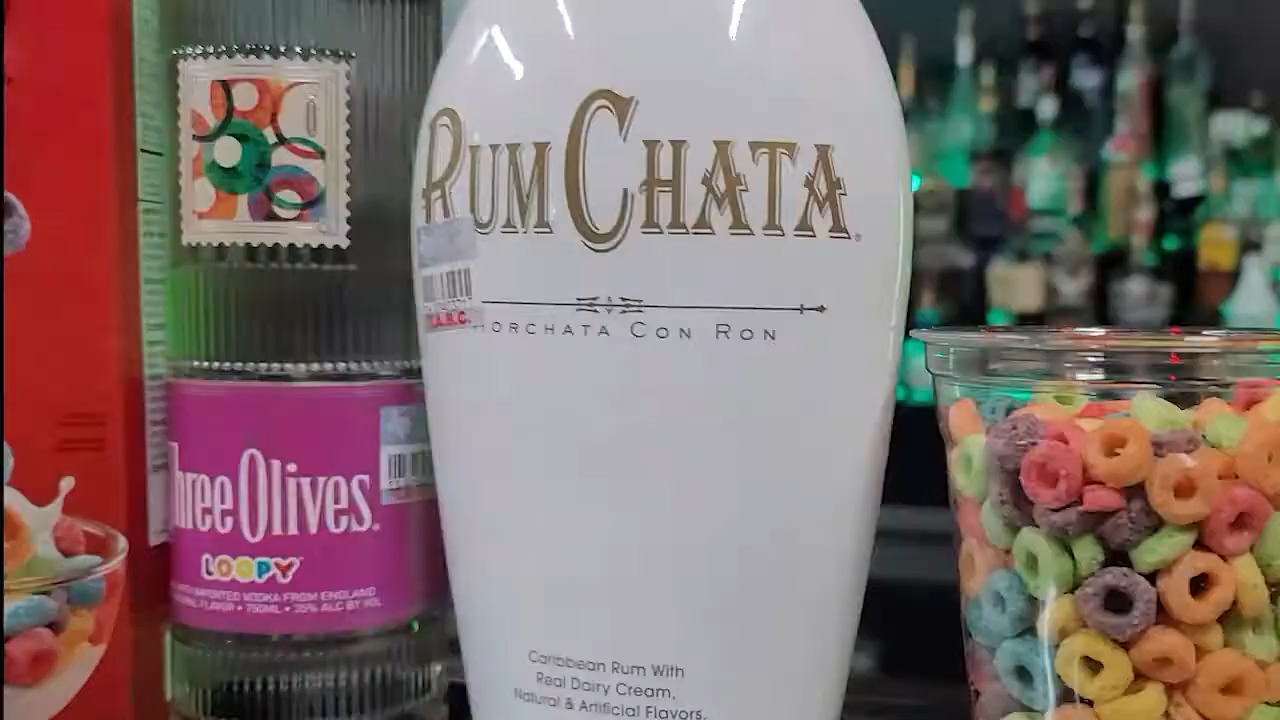 RUMCHATA
HORCHATA CON RON
Three Olives.
LOOPY
IMPORTED VODKA FROM ENGLAND
FLAVOR • 750ML • 35% ALC BY VOL
Caribbean Rum With
Real Dairy Cream,
Natural & Artificial Flavors.